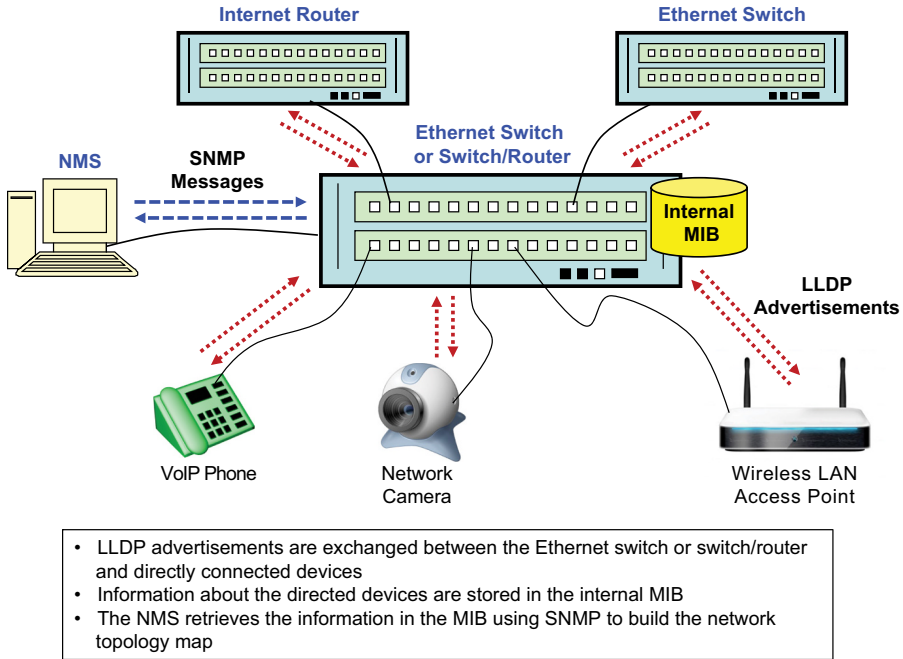 Internet Router
Ethernet Switch
Ethernet Switch
or Switch/Router
NMS
SNMP
Messages
Internal
MIB
LLDP
Advertisements
VoIP Phone
Network
Camera
Wireless LAN
Access Point
• LLDP advertisements are exchanged between the Ethernet switch or switch/router
and directly connected devices
• Information about the directed devices are stored in the internal MIB
• The NMS retrieves the information in the MIB using SNMP to build the network
topology map